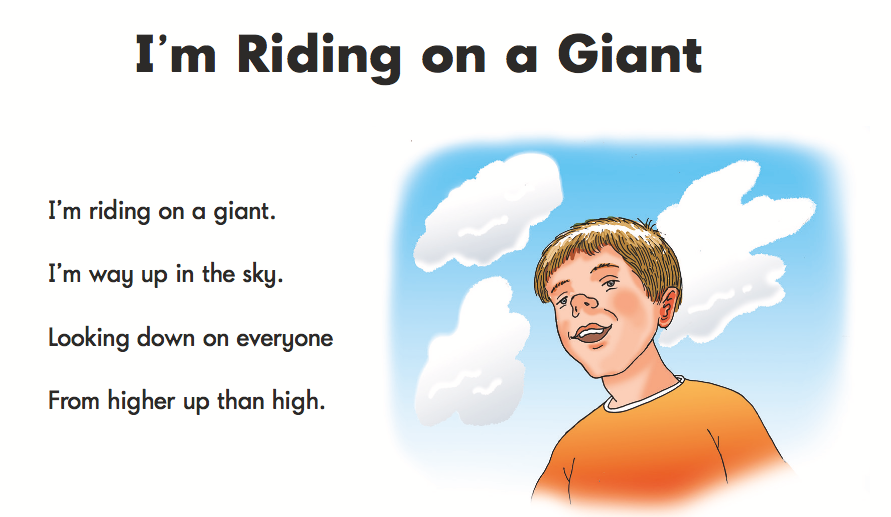 I'm Riding on a Giant
I'm riding on a giant.
I'm way up in the sky.
Looking down on everyone
From higher up than high.